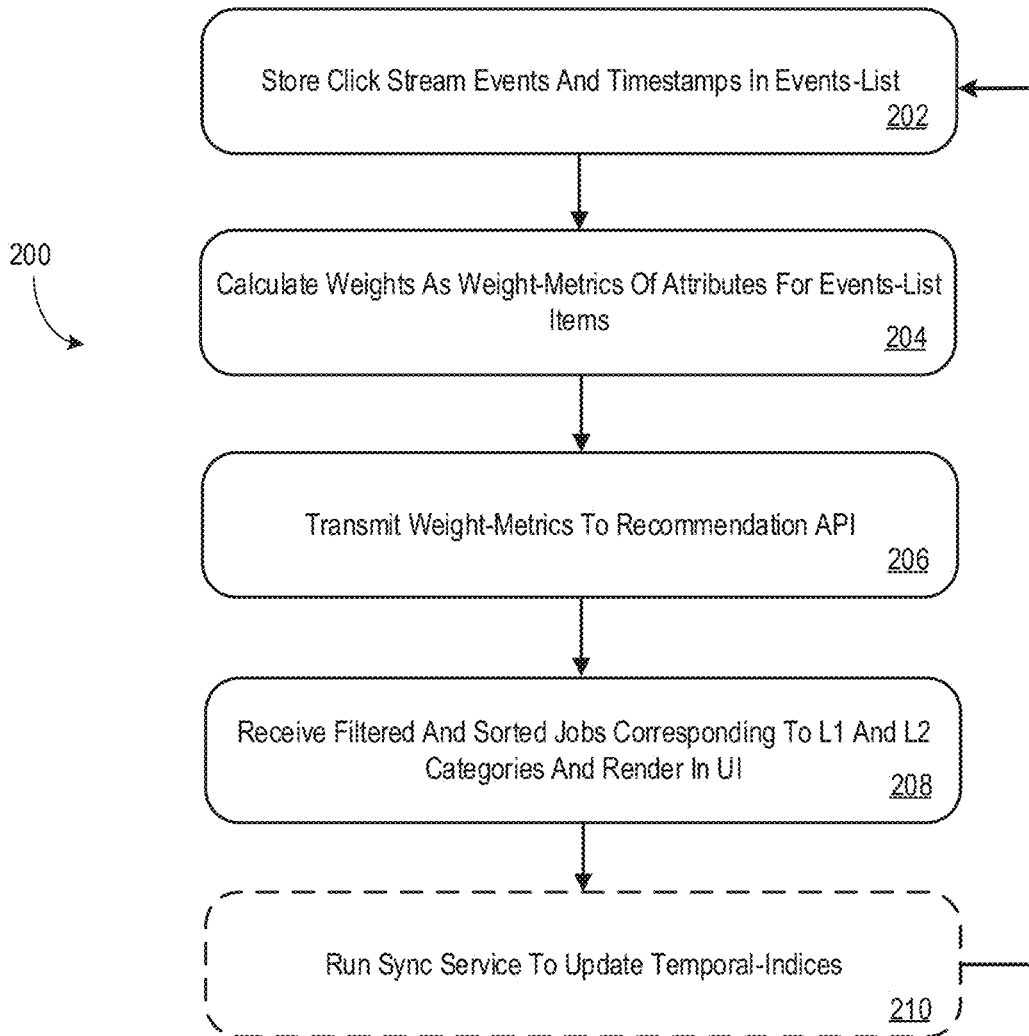 Store Click Stream Events And Timestamps In Events-List
202
200
Calculate Weights As Weight-Metrics Of Attributes For Events-List
Items
204
Transmit Weight-Metrics To Recommendation API
206
Receive Filtered And Sorted Jobs Corresponding To L1 And L2
Categories And Render In UI
208
Run Sync Service To Update Temporal-Indices
210